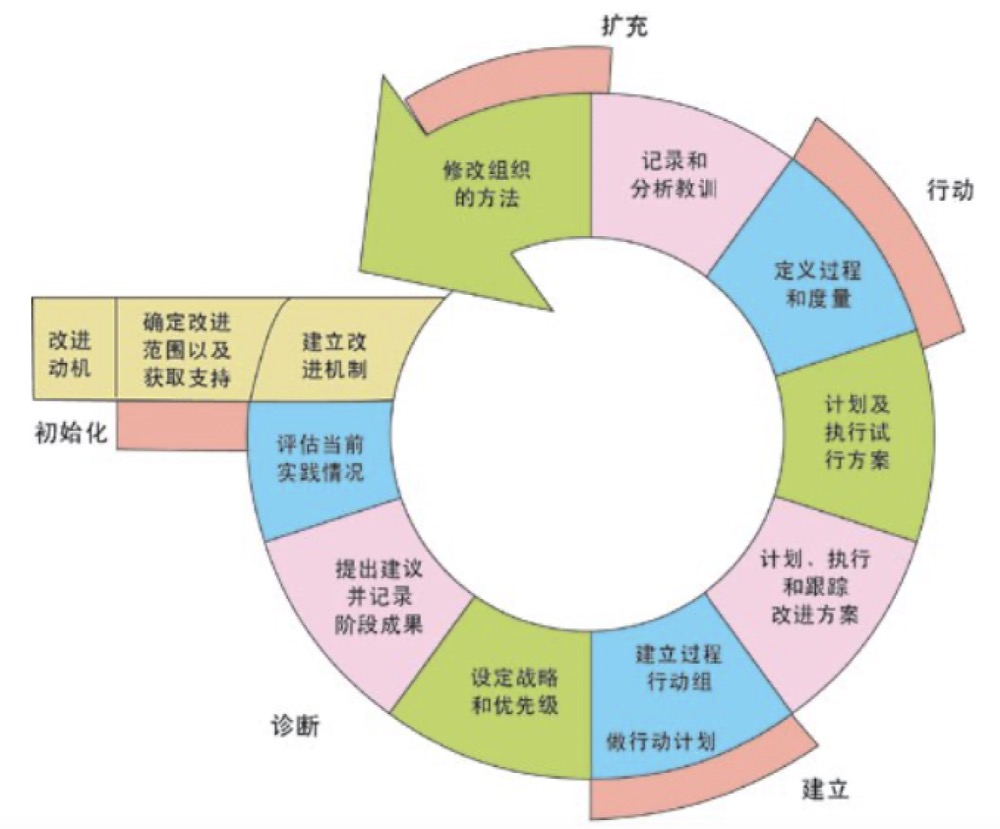 扩充
修改组织
的方法
记录和
分析教训
行动
定义过程
和度量
改进
动机
确定改进
范围以及
获取支持
建立改
进机制
初始化
评估当前
实践情况
计划及
执行试
行方案
提出建议
并记录
阶段成果
计划、执行
和跟踪
改进方案
设定战略
和优先级
建立过程
行动组
做行动计划
诊断
建立